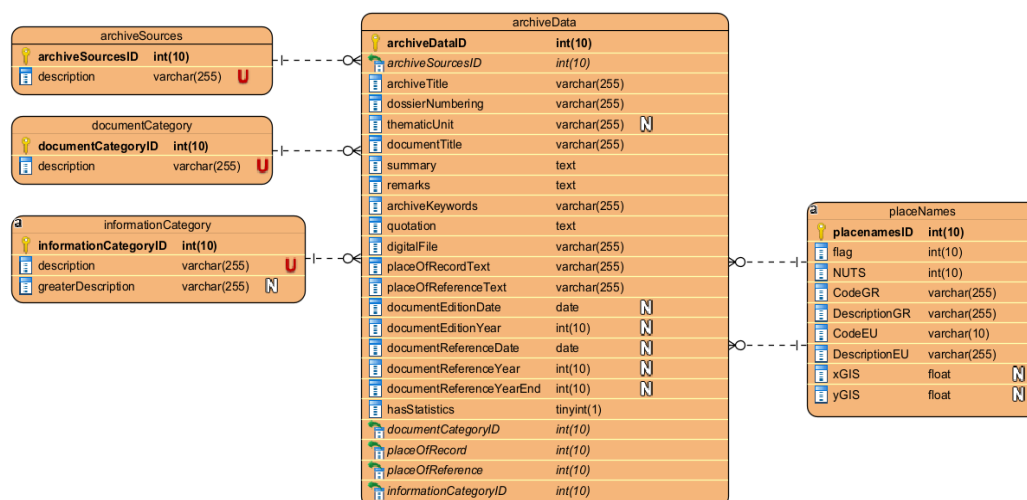 archiveSources
archiveSourcesID int(10)
description varchar(255) U
documentCategory
documentCategoryID int(10)
description varchar(255) U
a
informationCategory
informationCategoryID int(10)
description varchar(255) U
greaterDescription varchar(255) N
archiveData
archiveDataID int(10)
archiveSourcesID int(10)
archiveTitle varchar(255)
dossierNumbering varchar(255)
thematicUnit varchar(255) N
documentTitle varchar(255)
summary text
remarks text
archiveKeywords varchar(255)
quotation text
digitalFile varchar(255)
placeOfRecordText varchar(255)
placeOfReferenceText varchar(255)
documentEditionDate date N
documentEditionYear int(10) N
documentReferenceDate date N
documentReferenceYear int(10) N
documentReferenceYearEnd int(10) N
hasStatistics tinyint(1)
documentCategoryID int(10)
placeOfRecord int(10)
placeOfReference int(10)
informationCategoryID int(10)
a
placeNames
placenamesID int(10)
flag int(10)
NUTS int(10)
CodeGR varchar(255)
DescriptionGR varchar(255)
CodeEU varchar(10)
DescriptionEU varchar(255)
xGIS float N
yGIS float N